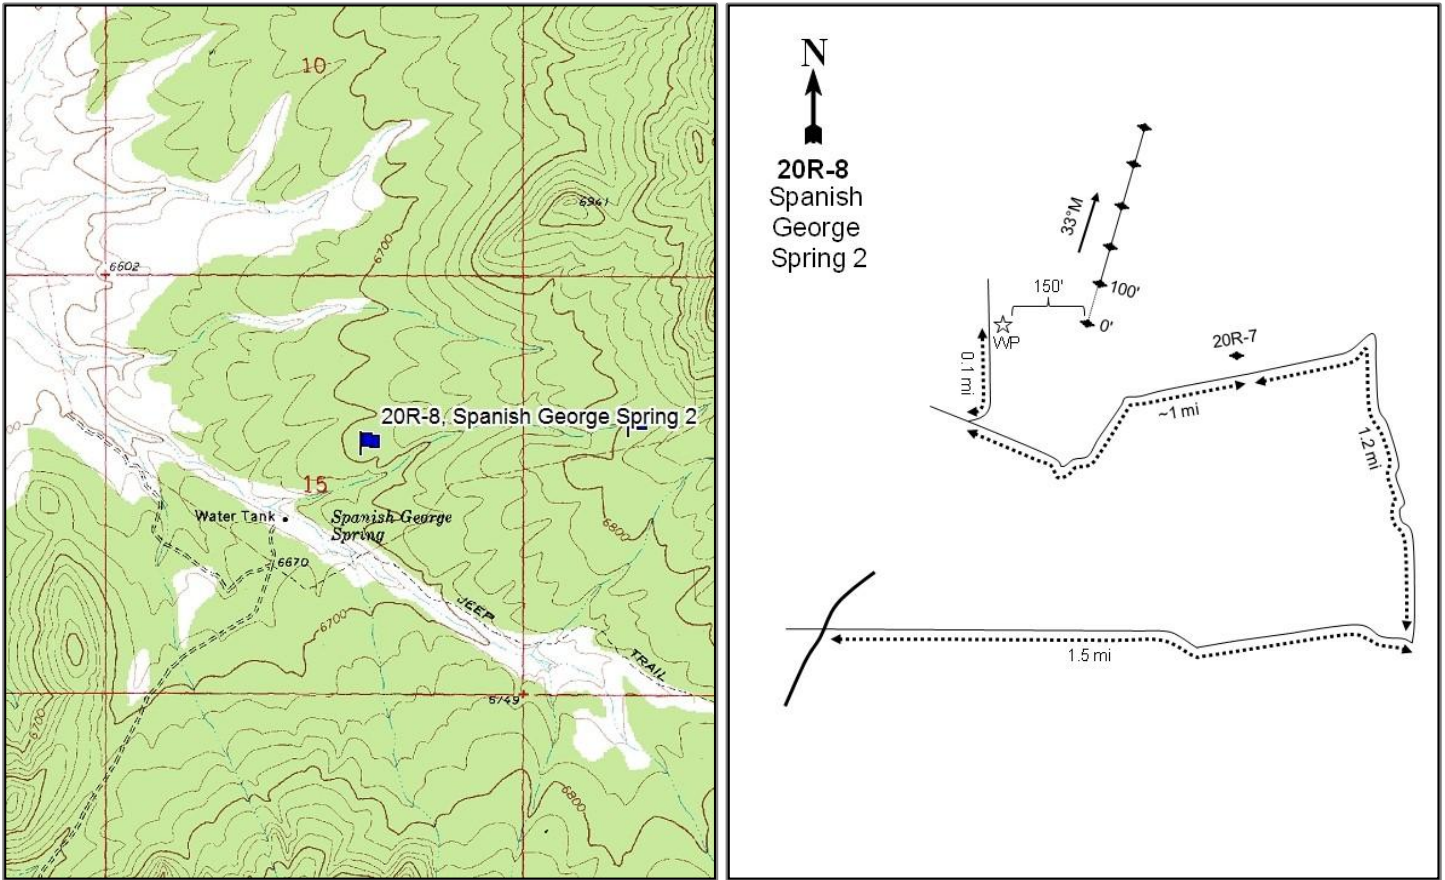 10
6941
6700
6602
20R-8, Spanish George Spring 2
15
Water Tank
Spanish George
Spring
6670
6800
JEEP
6700
TRAIL
6749
6700
6800
N
20R-8
Spanish
George
Spring 2
33°M
100'
150'
0'
WP
0.1 mi
20R-7
~1 mi
1.2 mi
1.5 mi